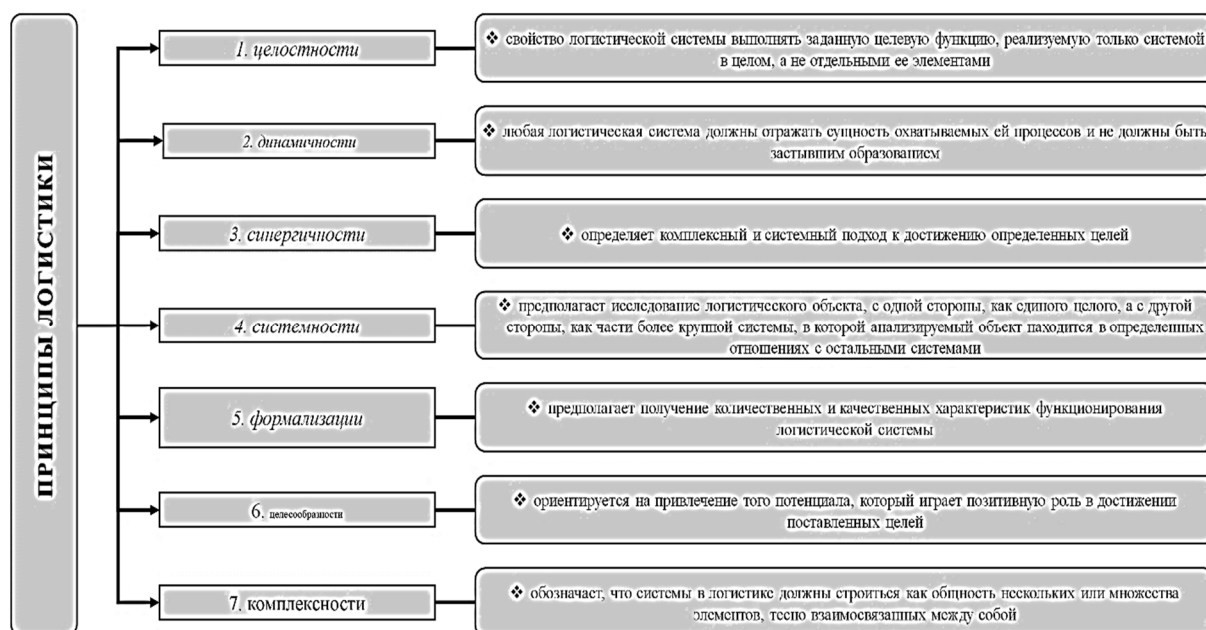 ПРИНЦИПЫ ЛОГИСТИКИ
1. целостности
❖ свойство логистической системы выполнять заданную целевую функцию, реализуемую только системой
в целом, а не отдельными ее элементами
2. динамичности
❖ любая логистическая система должны отражать сущность охватываемых ей процессов и не должны быть
застывшим образованием
3. синергичности
❖ определяет комплексный и системный подход к достижению определенных целей
4. системности
❖ предполагает исследование логистического объекта, с одной стороны, как единого целого, а с другой
стороны, как части более круппой системы, в которой анализируемый объект паходится в определенных
отношениях с остальными системами
5. формализации
❖ предполагает получение количественных и качественных характеристик функционирования
логистической системы
6. целесообразности
❖ ориентируется на привлечение того потенциала, который играет позитивную роль в достижении
поставленных целей
7. комплексности
❖ обозначает, что системы в логистике должны строиться как общность нескольких или множества
элементов, тесно взаимосвязанных между собой